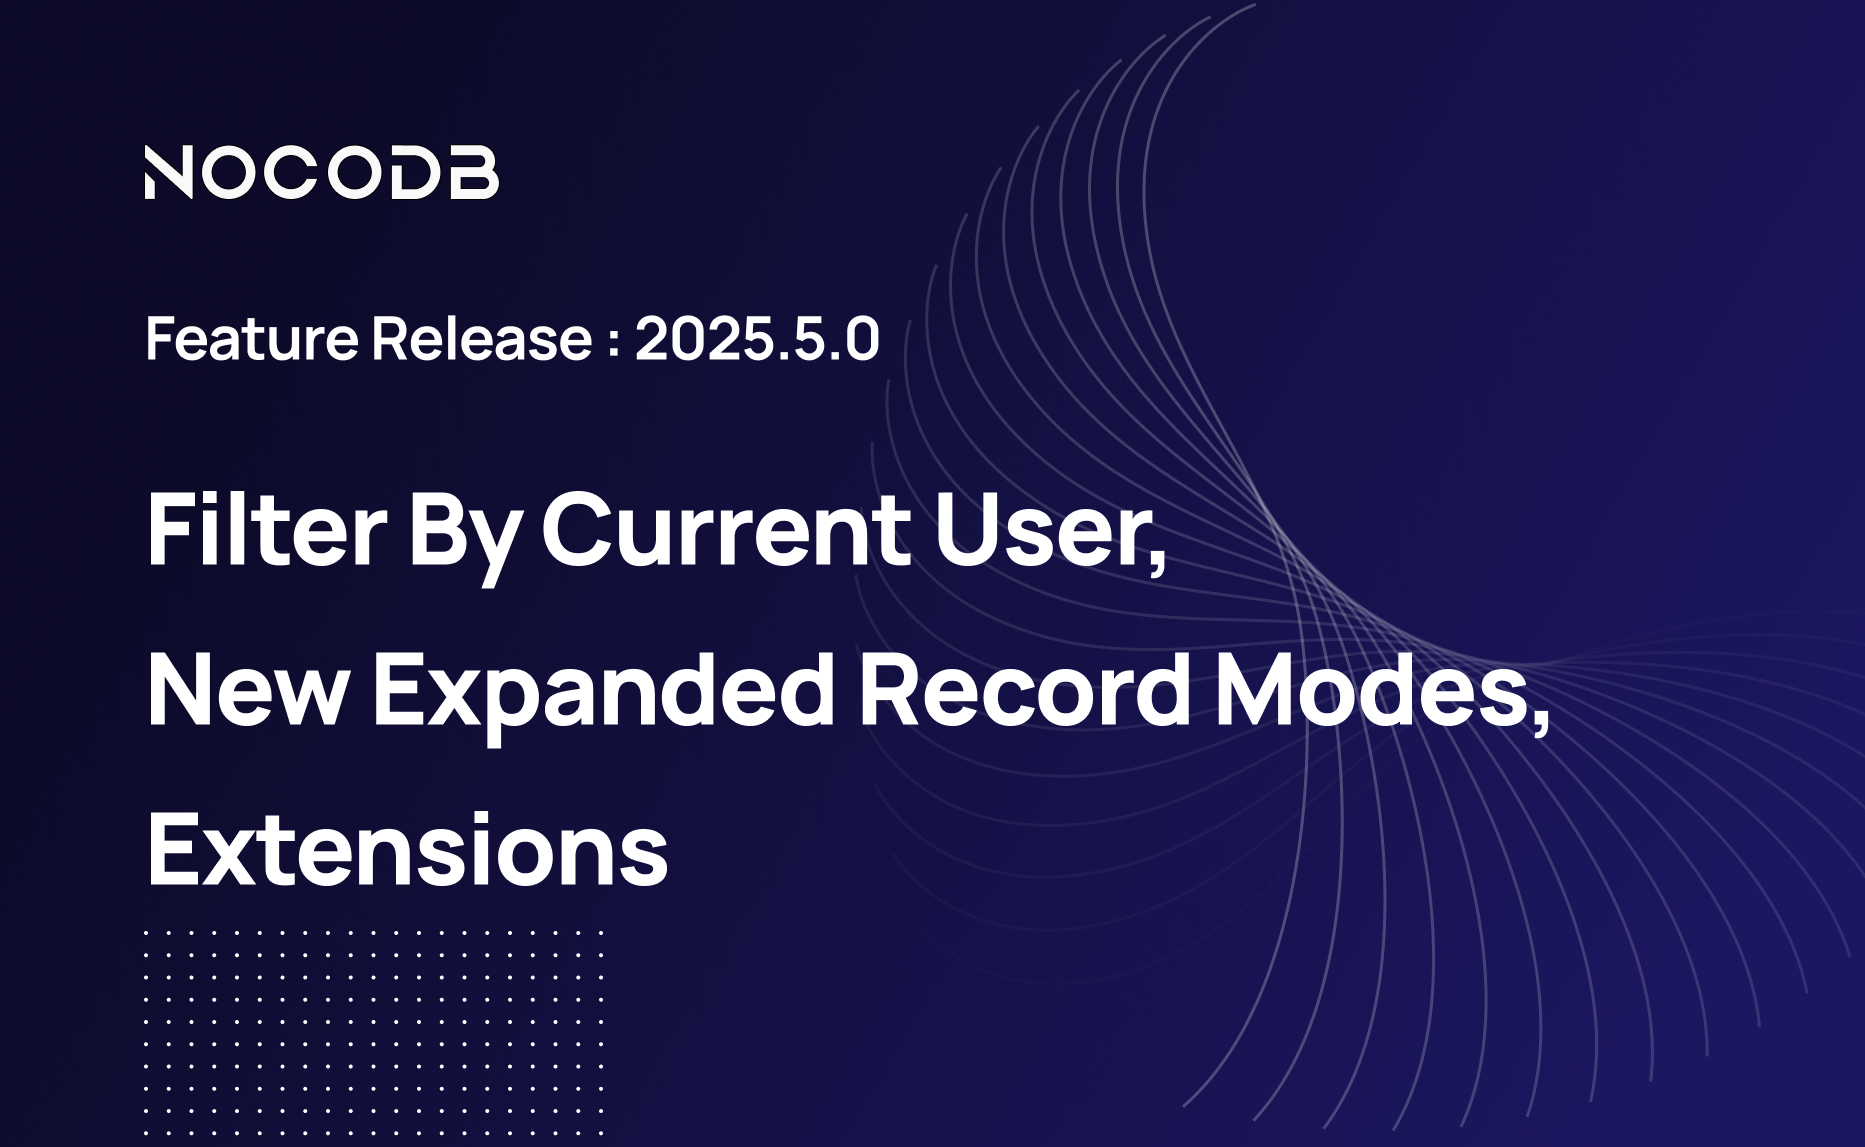 NOCODB
Feature Release : 2025.5.0
Filter By Current User,
New Expanded Record Modes,
Extensions